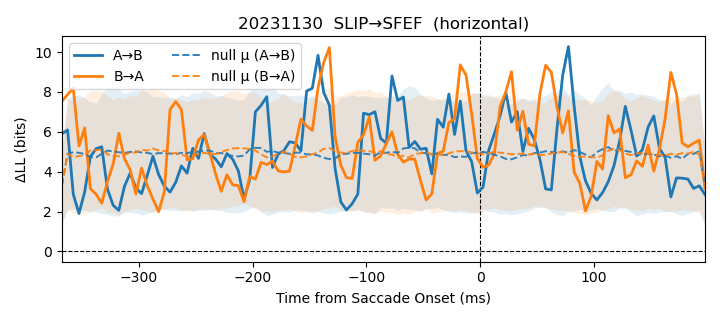 20231130  SLIP→SFEF  (horizontal)
A→B
B→A
null μ (A→B)
null μ (B→A)
ΔLL (bits)
10
8
6
4
2
0
−300
−200
−100
0
100
Time from Saccade Onset (ms)